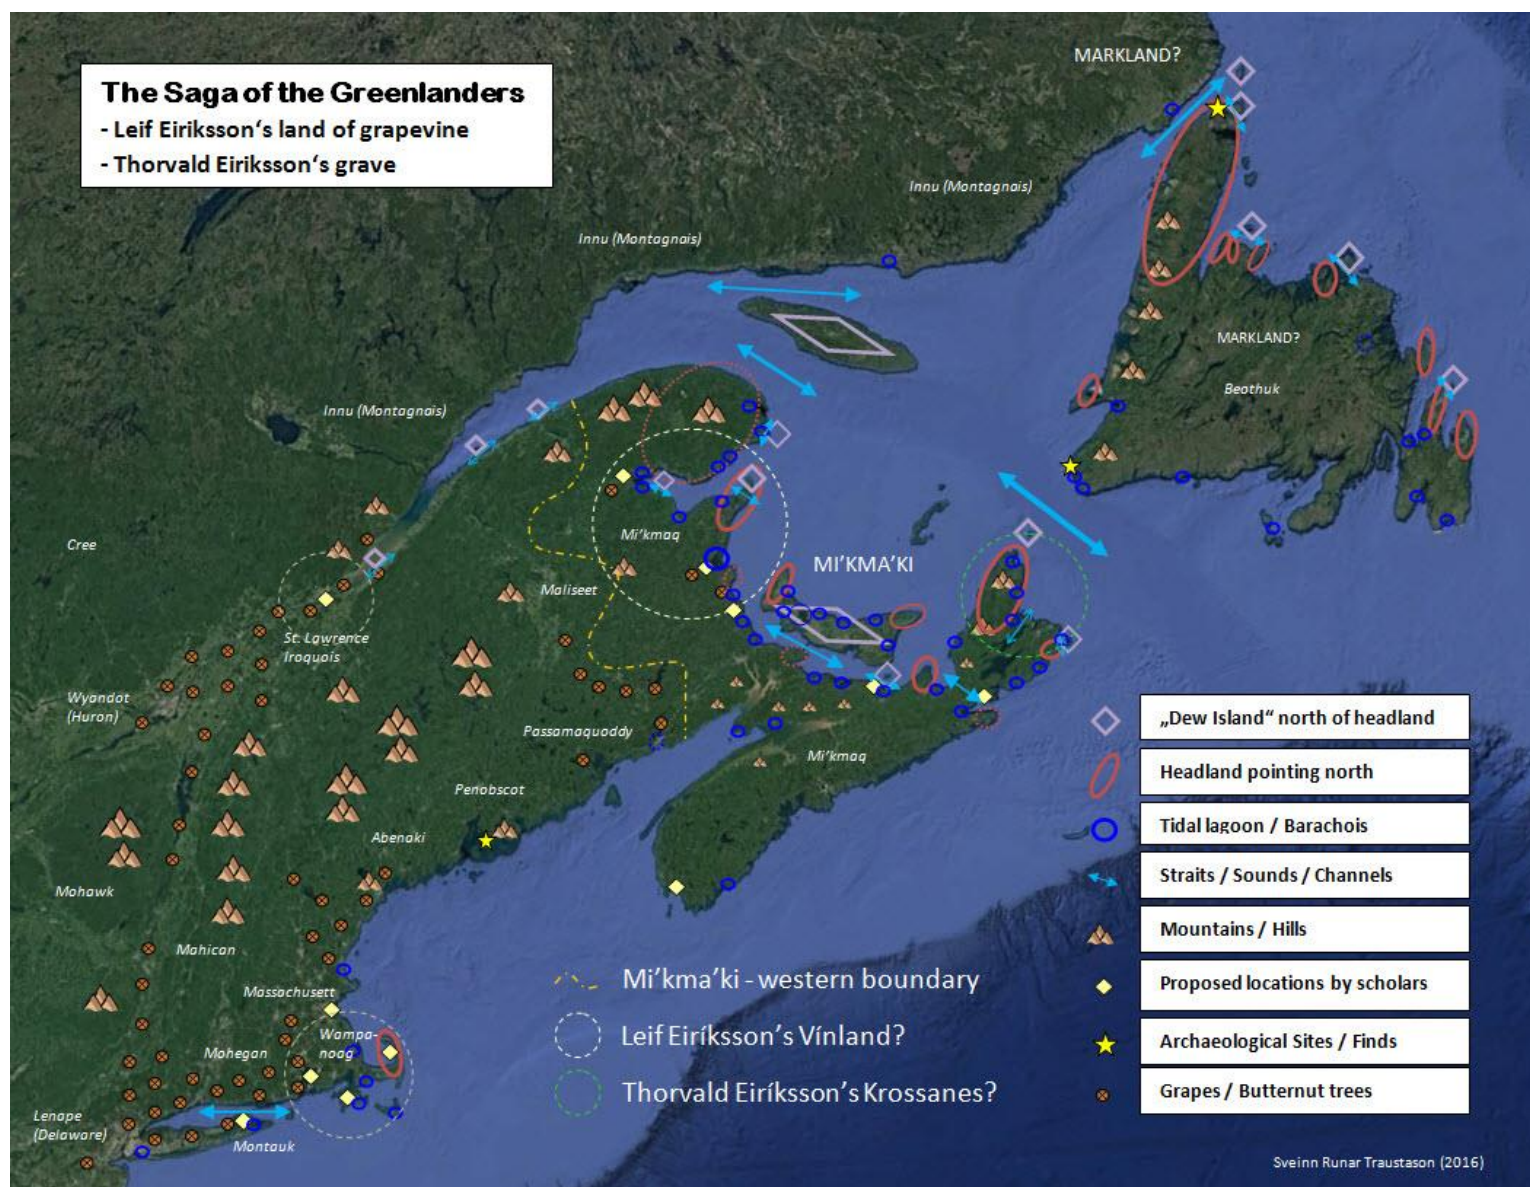 The Saga of the Greenlanders
- Leif Eiriksson‘s land of grapevine
- Thorvald Eiriksson‘s grave
MARKLAND?
Innu (Montagnais)
Innu (Montagnais)
MARKLAND?
Beothuk
Innu (Montagnais)
Mi'kmaq
Cree
MI'KMA'KI
Maliseet
St. Lawrence
Iroquois
Wyandot
(Huron)
Passamaquoddy
Mi'kmaq
Penobscot
Abenaki
Mohawk
Mahican
Massachusett
Wampa-
noag
Mohegan
Lenape
(Delaware)
Montauk
Mi'kma'ki - western boundary
Leif Eiríksson's Vínland?
Thorvald Eiríksson's Krossanes?
„Dew Island“ north of headland
Headland pointing north
Tidal lagoon / Barachois
Straits / Sounds / Channels
Mountains / Hills
Proposed locations by scholars
Archaeological Sites / Finds
Grapes / Butternut trees
Sveinn Runar Traustason (2016)